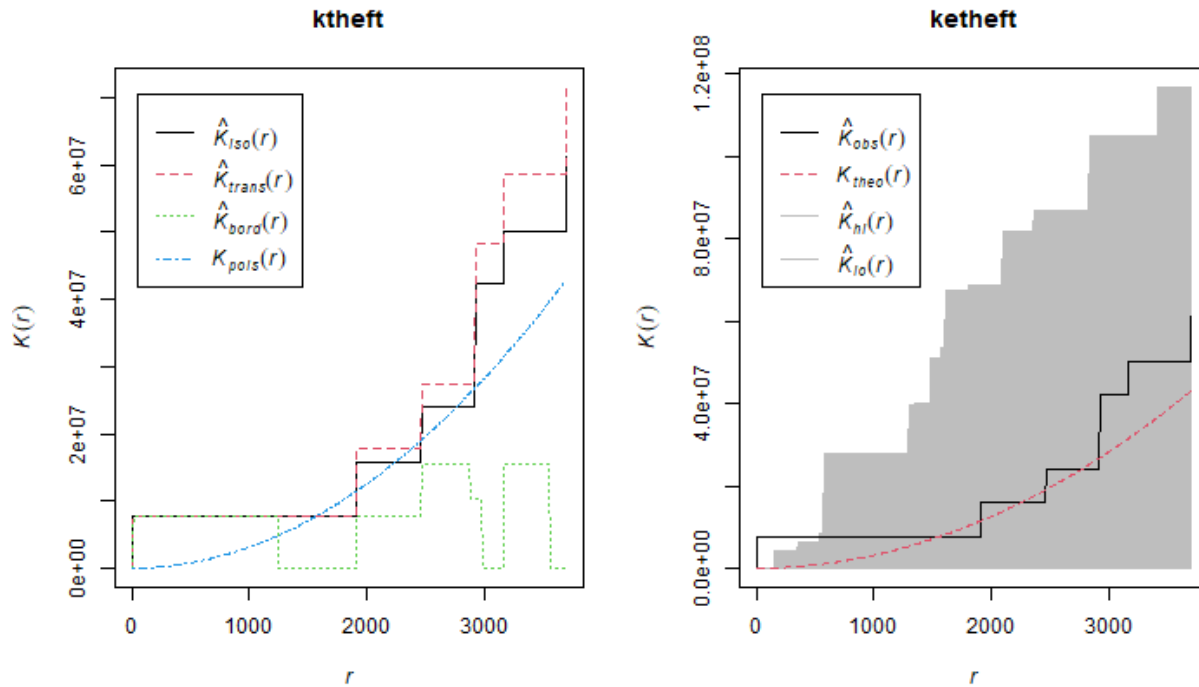 ktheft
K̂iso(r)
K̂trans(r)
K̂bord(r)
Kpois(r)
K(r)
0e+00
2e+07
4e+07
6e+07
0
1000
2000
3000
r
ketheft
K̂obs(r)
Ktheo(r)
K̂hi(r)
K̂lo(r)
K(r)
0.0e+00
4.0e+07
8.0e+07
1.2e+08
0
1000
2000
3000
r